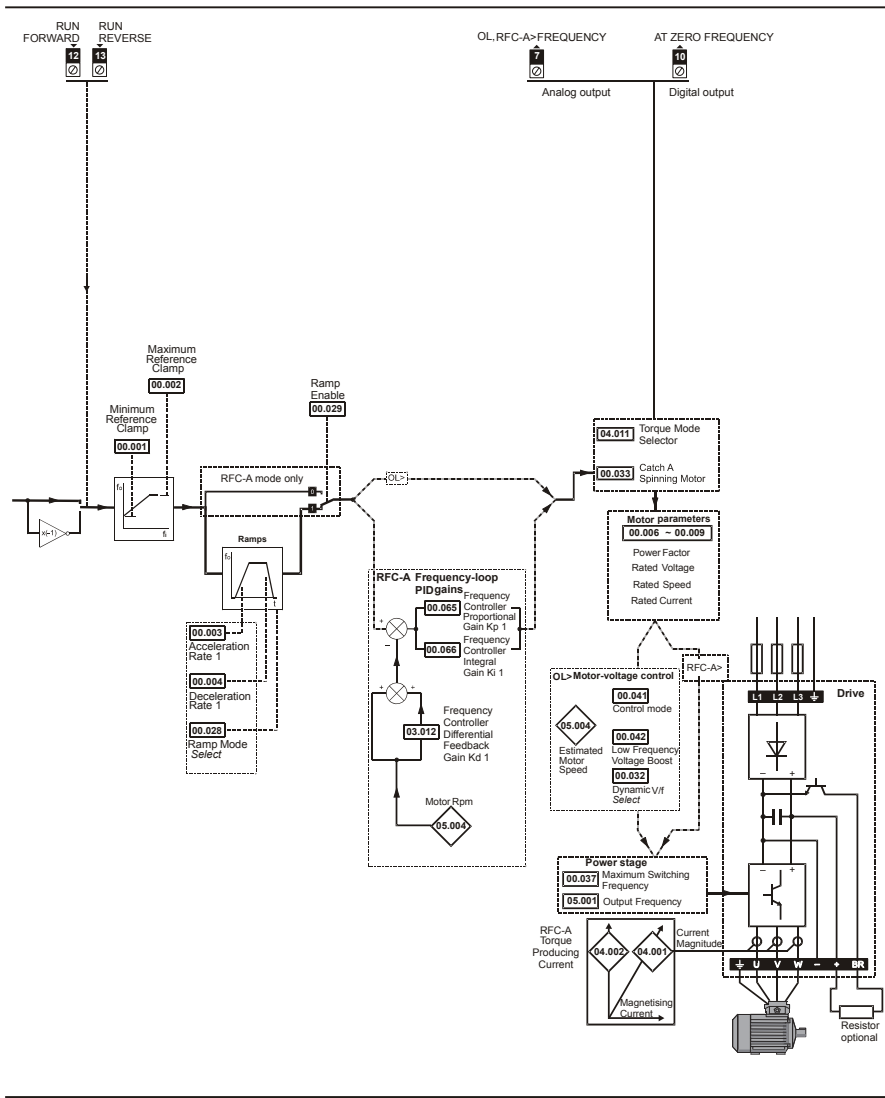 RUN FORWARD
RUN REVERSE
12
13
OL, RFC-A>FREQUENCY
7
Analog output
AT ZERO FREQUENCY
10
Digital output
Maximum
Reference
Clamp
00.002
Minimum
Reference
Clamp
00.001
Ramp
Enable
00.029
x(-1)
fo
fi
RFC-A mode only
0
1
Ramps
fo
t
00.003
Acceleration
Rate 1
00.004
Deceleration
Rate 1
00.028
Ramp Mode
Select
OL>
RFC-A Frequency-loop
PIDgains
+
–
00.065
Frequency
Controller
Proportional
Gain Kp 1
00.066
Frequency
Controller
Integral
Gain Ki 1
+
+
03.012
Frequency
Controller
Differential
Feedback
Gain Kd 1
Motor Rpm
05.004
04.011
Torque Mode
Selector
00.033
Catch A
Spinning Motor
Motor parameters
00.006 ~ 00.009
Power Factor
Rated Voltage
Rated Speed
Rated Current
RFC-A>
OL>Motor-voltage control
00.041
Control mode
05.004
Estimated
Motor
Speed
00.042
Low Frequency
Voltage Boost
00.032
Dynamic V/f
Select
Power stage
00.037
Maximum Switching
Frequency
05.001
Output Frequency
RFC-A
Torque
Producing
Current
04.002
04.001
Current
Magnitude
Magnetising
Current
L1 L2 L3
Drive
– +
– +
U V W – + BR
Resistor
optional